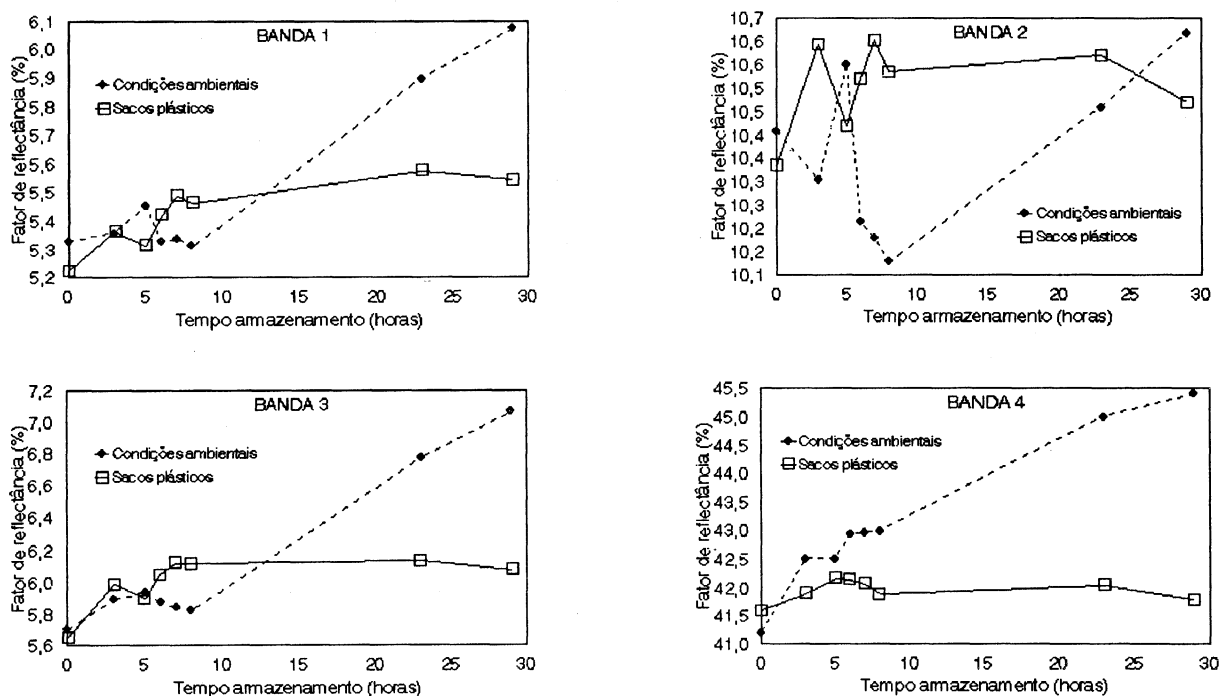 BANDA 1
Fator de reflectância (%)
6,1
6,0
5,9
5,8
5,7
5,6
5,5
5,4
5,3
5,2
Condições ambientais
Sacos plásticos
0 5 10 15 20 25 30
Tempo armazenamento (horas)
BANDA 2
Fator de reflectância (%)
10,7
10,6
10,6
10,5
10,5
10,4
10,4
10,3
10,3
10,2
10,2
10,1
Condições ambientais
Sacos plásticos
0 5 10 15 20 25 30
Tempo armazenamento (horas)
BANDA 3
Fator de reflectância (%)
7,2
7,0
6,8
6,6
6,4
6,2
6,0
5,8
5,6
Condições ambientais
Sacos plásticos
0 5 10 15 20 25 30
Tempo armazenamento (horas)
BANDA 4
Fator de reflectância (%)
45,5
45,0
44,5
44,0
43,5
43,0
42,5
42,0
41,5
41,0
Condições ambientais
Sacos plásticos
0 5 10 15 20 25 30
Tempo armazenamento (horas)